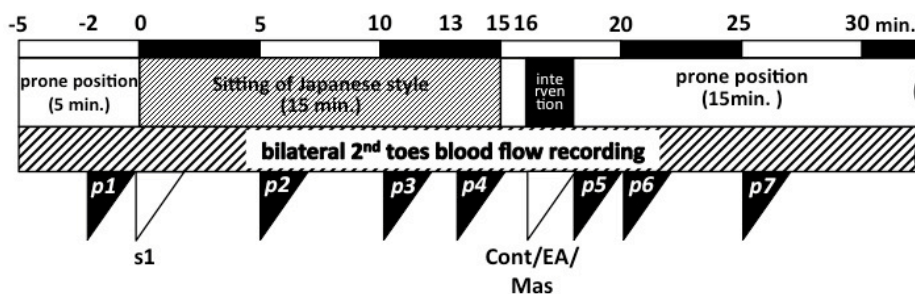 -5 -2 0 5 10 13 15 16 20 25 30 min.
prone position
(5 min.)
Sitting of Japanese style
(15 min.)
inte
rven
tion
prone position
(15min. )
(
bilateral 2nd toes blood flow recording
p1 p2 p3 p4 p5 p6 p7
s1
Cont/EA/
Mas